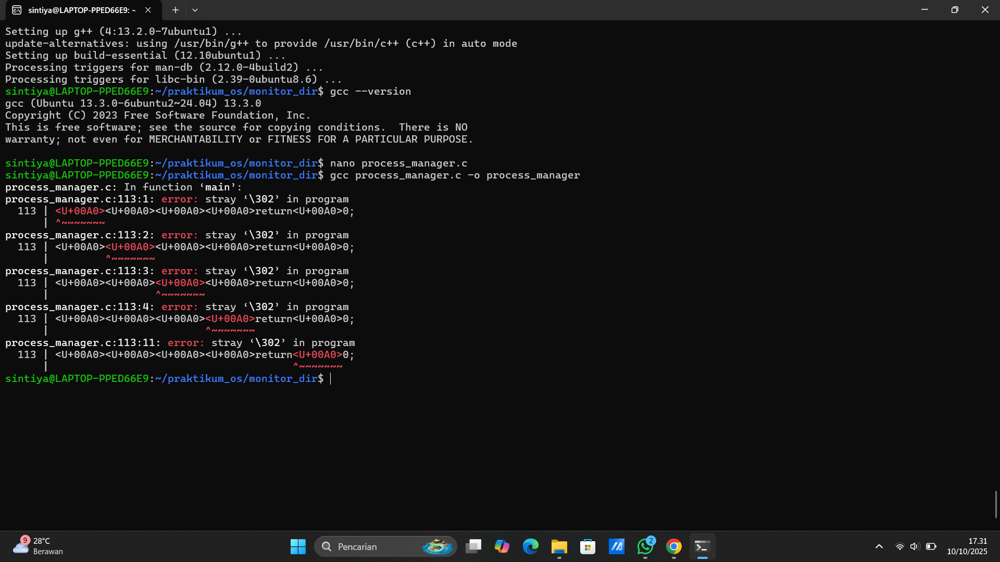 sintiya@LAPTOP-PPED66E9: ~
Setting up g++ (4:13.2.0-7ubuntu1) ...
update-alternatives: using /usr/bin/g++ to provide /usr/bin/c++ (c++) in auto mode
Setting up build-essential (12.10ubuntu1) ...
Processing triggers for man-db (2.12.0-4build2) ...
Processing triggers for libc-bin (2.39-0ubuntu8.6) ...
sintiya@LAPTOP-PPED66E9:~/praktikum_os/monitor_dir$ gcc --version
gcc (Ubuntu 13.3.0-6ubuntu2~24.04) 13.3.0
Copyright (C) 2023 Free Software Foundation, Inc.
This is free software; see the source for copying conditions.  There is NO
warranty; not even for MERCHANTABILITY or FITNESS FOR A PARTICULAR PURPOSE.
sintiya@LAPTOP-PPED66E9:~/praktikum_os/monitor_dir$ nano process_manager.c
sintiya@LAPTOP-PPED66E9:~/praktikum_os/monitor_dir$ gcc process_manager.c -o process_manager
process_manager.c: In function ‘main’:
process_manager.c:113:1: error: stray ‘\302’ in program
  113 | <U+00A0><U+00A0><U+00A0><U+00A0>return<U+00A0>0;
      | ^~~~~~~~
process_manager.c:113:2: error: stray ‘\302’ in program
  113 | <U+00A0><U+00A0><U+00A0><U+00A0>return<U+00A0>0;
      |         ^~~~~~~~
process_manager.c:113:3: error: stray ‘\302’ in program
  113 | <U+00A0><U+00A0><U+00A0><U+00A0>return<U+00A0>0;
      |                 ^~~~~~~~
process_manager.c:113:4: error: stray ‘\302’ in program
  113 | <U+00A0><U+00A0><U+00A0><U+00A0>return<U+00A0>0;
      |                         ^~~~~~~~
process_manager.c:113:11: error: stray ‘\302’ in program
  113 | <U+00A0><U+00A0><U+00A0><U+00A0>return<U+00A0>0;
      |                                       ^~~~~~~~
sintiya@LAPTOP-PPED66E9:~/praktikum_os/monitor_dir$
9
28°C
Berawan
Pencarian
2
17.31
10/10/2025